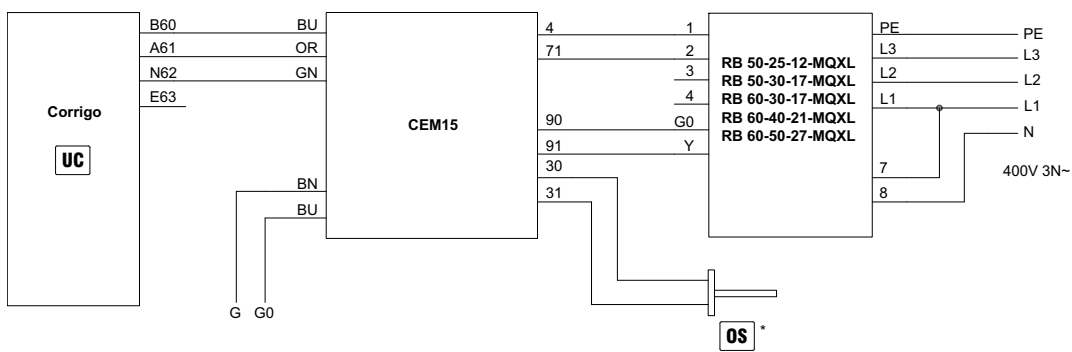 B60 BU
A61 OR
N62 GN
E63
Corrigo
UC
BN
BU
G G0
CEM15
4 1
71 2
3
4
90 G0
91 Y
30
31
RB 50-25-12-MQXL
RB 50-30-17-MQXL
RB 60-30-17-MQXL
RB 60-40-21-MQXL
RB 60-50-27-MQXL
PE PE
L3 L3
L2 L2
L1 L1
N
7
8
400V 3N~
OS *